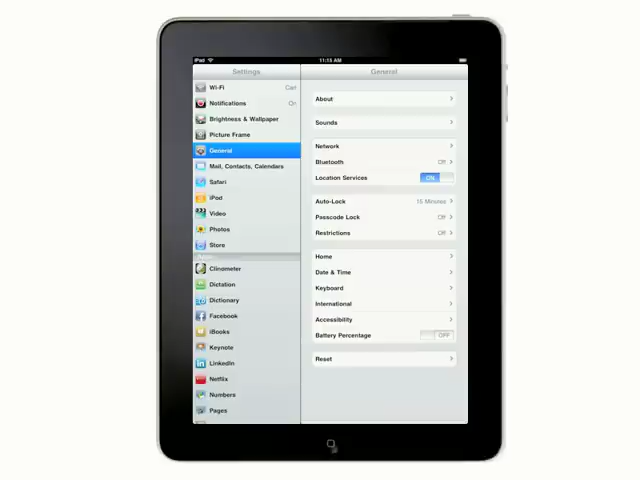 iPad
11:15 AM
Settings
General
Wi-Fi
Notifications On
Brightness & Wallpaper
Picture Frame
General
Mail, Contacts, Calendars
Safari
iPod
Video
Photos
Store
Apps
Clinometer
Dictation
Dictionary
Facebook
iBooks
Keynote
LinkedIn
Netflix
Numbers
Pages
About
Sounds
Network
Bluetooth Off
Location Services ON
Auto-Lock 15 Minutes
Passcode Lock Off
Restrictions Off
Home
Date & Time
Keyboard
International
Accessibility
Battery Percentage OFF
Reset